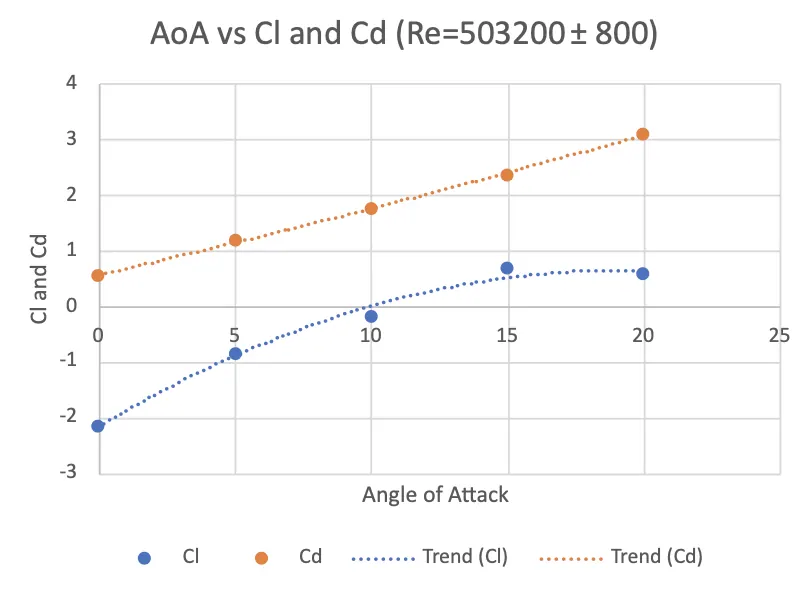 AoA vs Cl and Cd (Re=503200 ± 800)
4
3
2
1
0
-1
-2
-3
Cl and Cd
0 5 10 15 20 25
Angle of Attack
Cl Cd Trend (Cl) Trend (Cd)